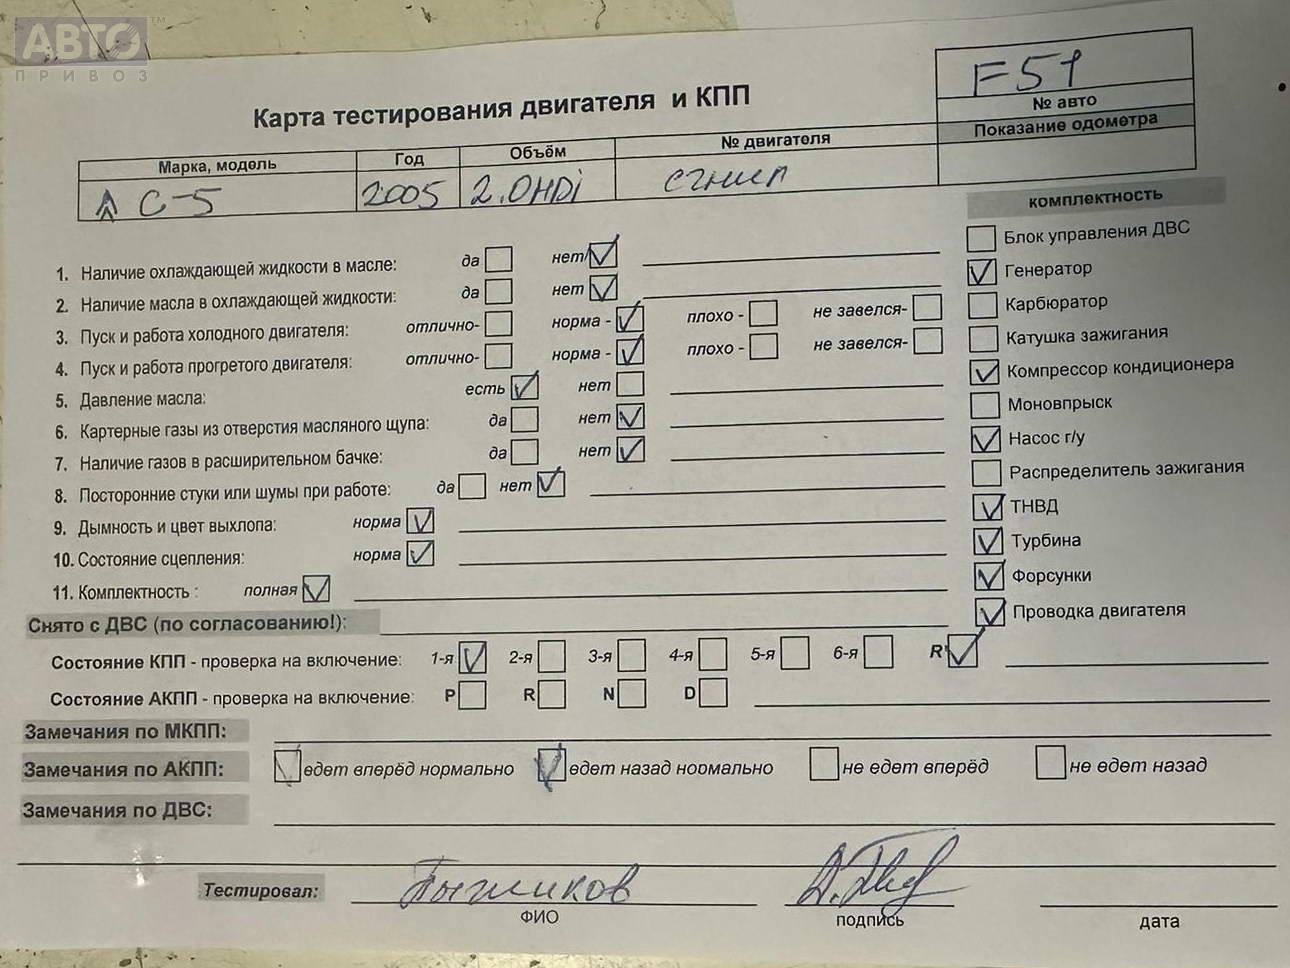 АВТО™
ПРИВОЗ
Карта тестирования двигателя и КПП
F51
№ авто
Показание одометра
Марка, модель Год Объём № двигателя
С-5 2005 2.0HDi сгнил
комплектность
Блок управления ДВС
Генератор
Карбюратор
Катушка зажигания
Компрессор кондиционера
Моновпрыск
Насос г/у
Распределитель зажигания
ТНВД
Турбина
Форсунки
Проводка двигателя
1. Наличие охлаждающей жидкости в масле: да нет
2. Наличие масла в охлаждающей жидкости: да нет
3. Пуск и работа холодного двигателя: отлично- норма - плохо - не завелся-
4. Пуск и работа прогретого двигателя: отлично- норма - плохо - не завелся-
5. Давление масла: есть нет
6. Картерные газы из отверстия масляного щупа: да нет
7. Наличие газов в расширительном бачке: да нет
8. Посторонние стуки или шумы при работе: да нет
9. Дымность и цвет выхлопа: норма
10. Состояние сцепления: норма
11. Комплектность : полная
Снято с ДВС (по согласованию!):
Состояние КПП - проверка на включение: 1-я 2-я 3-я 4-я 5-я 6-я R
Состояние АКПП - проверка на включение: P R N D
Замечания по МКПП:
Замечания по АКПП: едет вперёд нормально едет назад нормально не едет вперёд не едет назад
Замечания по ДВС:
Тестировал:
ФИО подпись дата